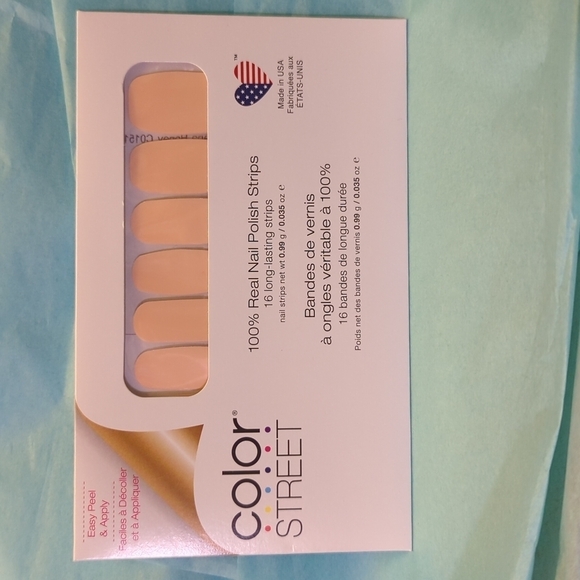 Easy Peel
& Apply
Faciles à Décoller
et à Appliquer
color®
STREET
100% Real Nail Polish Strips
16 long-lasting strips
nail strips net wt 0.99 g / 0.035 oz ℮
Bandes de vernis
à ongles véritable à 100%
16 bandes de longue durée
Poids net des bandes de vernis 0.99 g / 0.035 oz ℮
™
Made in USA
Fabriquées aux
ÉTATS-UNIS